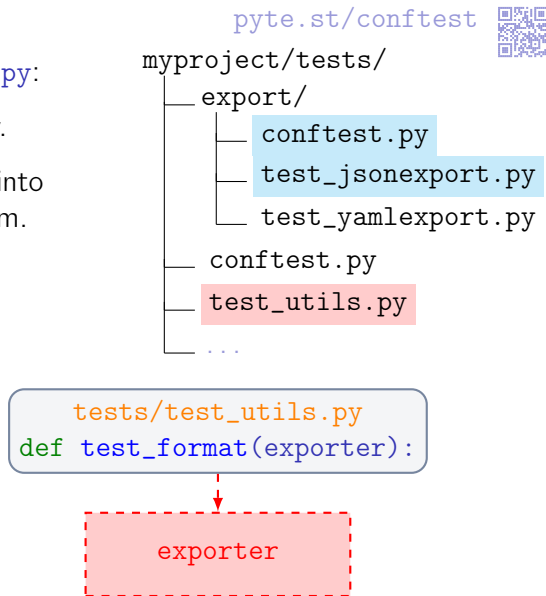 pyte.st/conftest
py:
myproject/tests/
export/
conftest.py
into
test_jsonexport.py
m.
test_yamlexport.py
conftest.py
test_utils.py
...
tests/test_utils.py
def test_format(exporter):
exporter